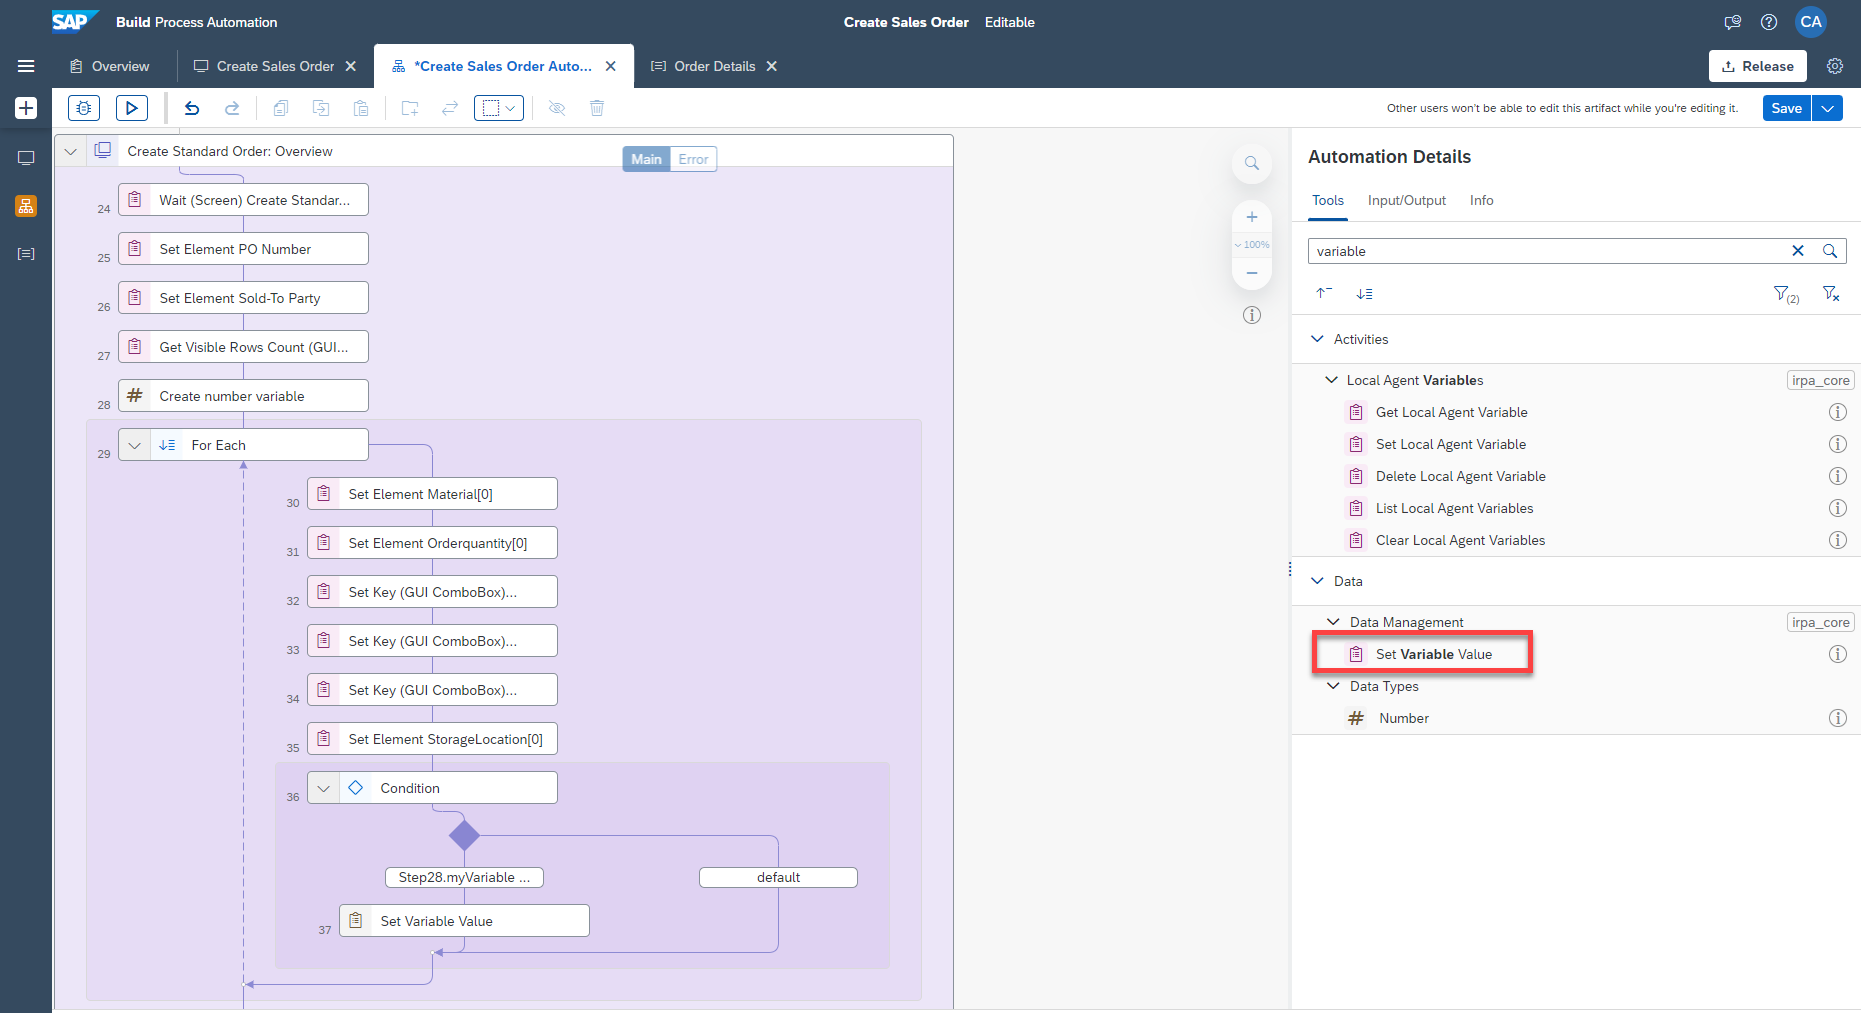 SAP Build Process Automation
Create Sales Order Editable
CA
Overview
Create Sales Order
*Create Sales Order Auto...
Order Details
Release
Other users won't be able to edit this artifact while you're editing it.
Save
Create Standard Order: Overview
Main Error
24 Wait (Screen) Create Standar...
25 Set Element PO Number
26 Set Element Sold-To Party
27 Get Visible Rows Count (GUI...
28 # Create number variable
29 For Each
30 Set Element Material[0]
31 Set Element Orderquantity[0]
32 Set Key (GUI ComboBox)...
33 Set Key (GUI ComboBox)...
34 Set Key (GUI ComboBox)...
35 Set Element StorageLocation[0]
36 Condition
Step28.myVariable ...
default
37 Set Variable Value
100%
Automation Details
Tools Input/Output Info
variable
(2)
Activities
Local Agent Variables irpa_core
Get Local Agent Variable
Set Local Agent Variable
Delete Local Agent Variable
List Local Agent Variables
Clear Local Agent Variables
Data
Data Management irpa_core
Set Variable Value
Data Types
# Number